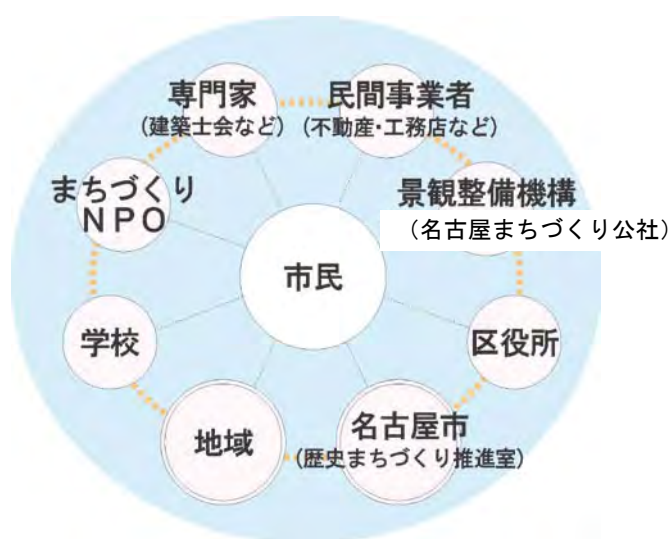 専門家
(建築士会など)
民間事業者
(不動産・工務店など)
まちづくり
NPO
景観整備機構
（名古屋まちづくり公社）
市民
学校
区役所
地域
名古屋市
(歴史まちづくり推進室)